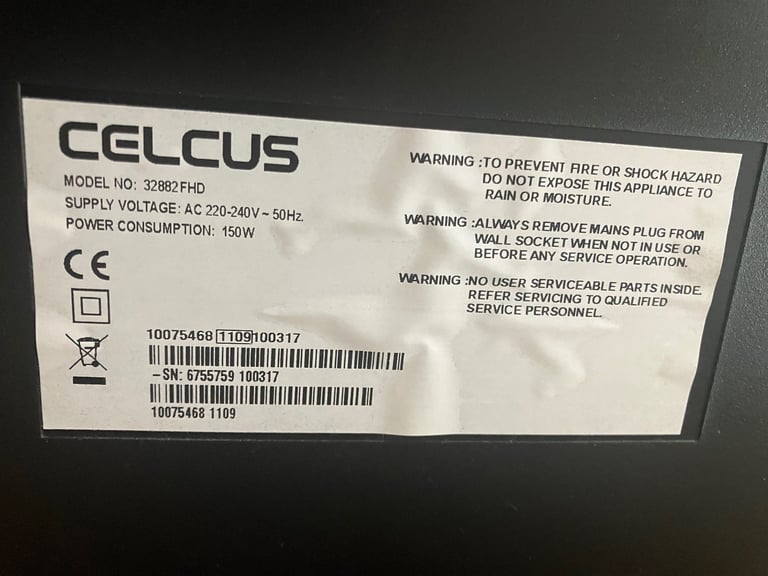 CELCUS
MODEL NO: 32882FHD
SUPPLY VOLTAGE: AC 220-240V ~ 50Hz.
POWER CONSUMPTION: 150W
CE
10075468 1109 100317
-SN: 6755759 100317
10075468 1109
WARNING :TO PREVENT FIRE OR SHOCK HAZARD
DO NOT EXPOSE THIS APPLIANCE TO
RAIN OR MOISTURE.
WARNING :ALWAYS REMOVE MAINS PLUG FROM
WALL SOCKET WHEN NOT IN USE OR
BEFORE ANY SERVICE OPERATION.
WARNING :NO USER SERVICEABLE PARTS INSIDE.
REFER SERVICING TO QUALIFIED
SERVICE PERSONNEL.